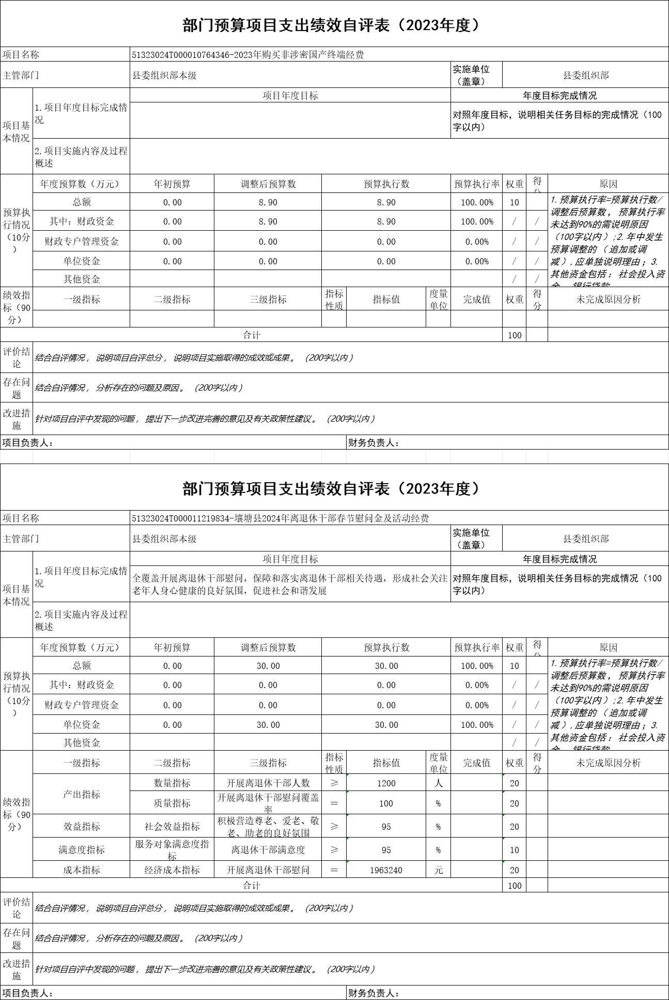 部门预算项目支出绩效自评表（2023年度）
项目名称 51323024T000010764346-2023年购买非涉密国产终端经费
主管部门 县委组织部本级 实施单位（盖章） 县委组织部
项目基本情况 1.项目年度目标完成情况 项目年度目标 年度目标完成情况
对照年度目标，说明相关任务目标的完成情况（100字以内）
2.项目实施内容及过程概述
预算执行情况（10分） 年度预算数（万元） 年初预算 调整后预算数 预算执行数 预算执行率 权重 得分 原因
总额 0.00 8.90 8.90 100.00% 10
其中：财政资金 0.00 8.90 8.90 100.00% / /
财政专户管理资金 0.00 0.00 0.00 0.00% / /
单位资金 0.00 0.00 0.00 0.00% / /
其他资金 / /
1.预算执行率=预算执行数/
调整后预算数，预算执行率
未达到90%的需说明原因
（100字以内）;2.年中发生
预算调整的（追加或调
减）,应单独说明理由；3.
其他资金包括：社会投入资
金、银行贷款
绩效指标（90分） 一级指标 二级指标 三级指标 指标性质 指标值 度量单位 完成值 权重 得分 未完成原因分析
合计 100
评价结论 结合自评情况，说明项目自评总分，说明项目实施取得的成效或成果。（200字以内）
存在问题 结合自评情况，分析存在的问题及原因。（200字以内）
改进措施 针对项目自评中发现的问题，提出下一步改进完善的意见及有关政策性建议。（200字以内）
项目负责人： 财务负责人：
部门预算项目支出绩效自评表（2023年度）
项目名称 51323024T000011219834-壤塘县2024年离退休干部春节慰问金及活动经费
主管部门 县委组织部本级 实施单位（盖章） 县委组织部
项目基本情况 1.项目年度目标完成情况 项目年度目标 年度目标完成情况
全覆盖开展离退休干部慰问，保障和落实离退休干部相关待遇，形成社会关注
老年人身心健康的良好氛围，促进社会和谐发展
对照年度目标，说明相关任务目标的完成情况（100字以内）
2.项目实施内容及过程概述
预算执行情况（10分） 年度预算数（万元） 年初预算 调整后预算数 预算执行数 预算执行率 权重 得分 原因
总额 0.00 30.00 30.00 100.00% 10
其中：财政资金 0.00 0.00 0.00 0.00% / /
财政专户管理资金 0.00 0.00 0.00 0.00% / /
单位资金 0.00 30.00 30.00 100.00% / /
其他资金 / /
1.预算执行率=预算执行数/
调整后预算数，预算执行率
未达到90%的需说明原因
（100字以内）;2.年中发生
预算调整的（追加或调
减）,应单独说明理由；3.
其他资金包括：社会投入资
金、银行贷款
绩效指标（90分） 一级指标 二级指标 三级指标 指标性质 指标值 度量单位 完成值 权重 得分 未完成原因分析
产出指标 数量指标 开展离退休干部人数 ≥ 1200 人 20
质量指标 开展离退休干部慰问覆盖率 ＝ 100 % 20
效益指标 社会效益指标 积极营造尊老、爱老、敬老、助老的良好氛围 ≥ 95 % 20
满意度指标 服务对象满意度指标 离退休干部满意度 ≥ 95 % 10
成本指标 经济成本指标 开展离退休干部慰问 ＝ 1963240 元 20
合计 100
评价结论 结合自评情况，说明项目自评总分，说明项目实施取得的成效或成果。（200字以内）
存在问题 结合自评情况，分析存在的问题及原因。（200字以内）
改进措施 针对项目自评中发现的问题，提出下一步改进完善的意见及有关政策性建议。（200字以内）
项目负责人： 财务负责人：